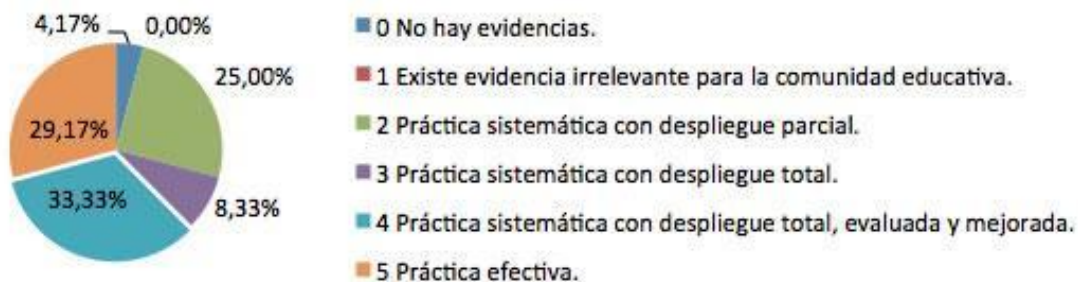 4,17%
0,00%
25,00%
29,17%
33,33%
8,33%
0 No hay evidencias.
1 Existe evidencia irrelevante para la comunidad educativa.
2 Práctica sistemática con despliegue parcial.
3 Práctica sistemática con despliegue total.
4 Práctica sistemática con despliegue total, evaluada y mejorada.
5 Práctica efectiva.